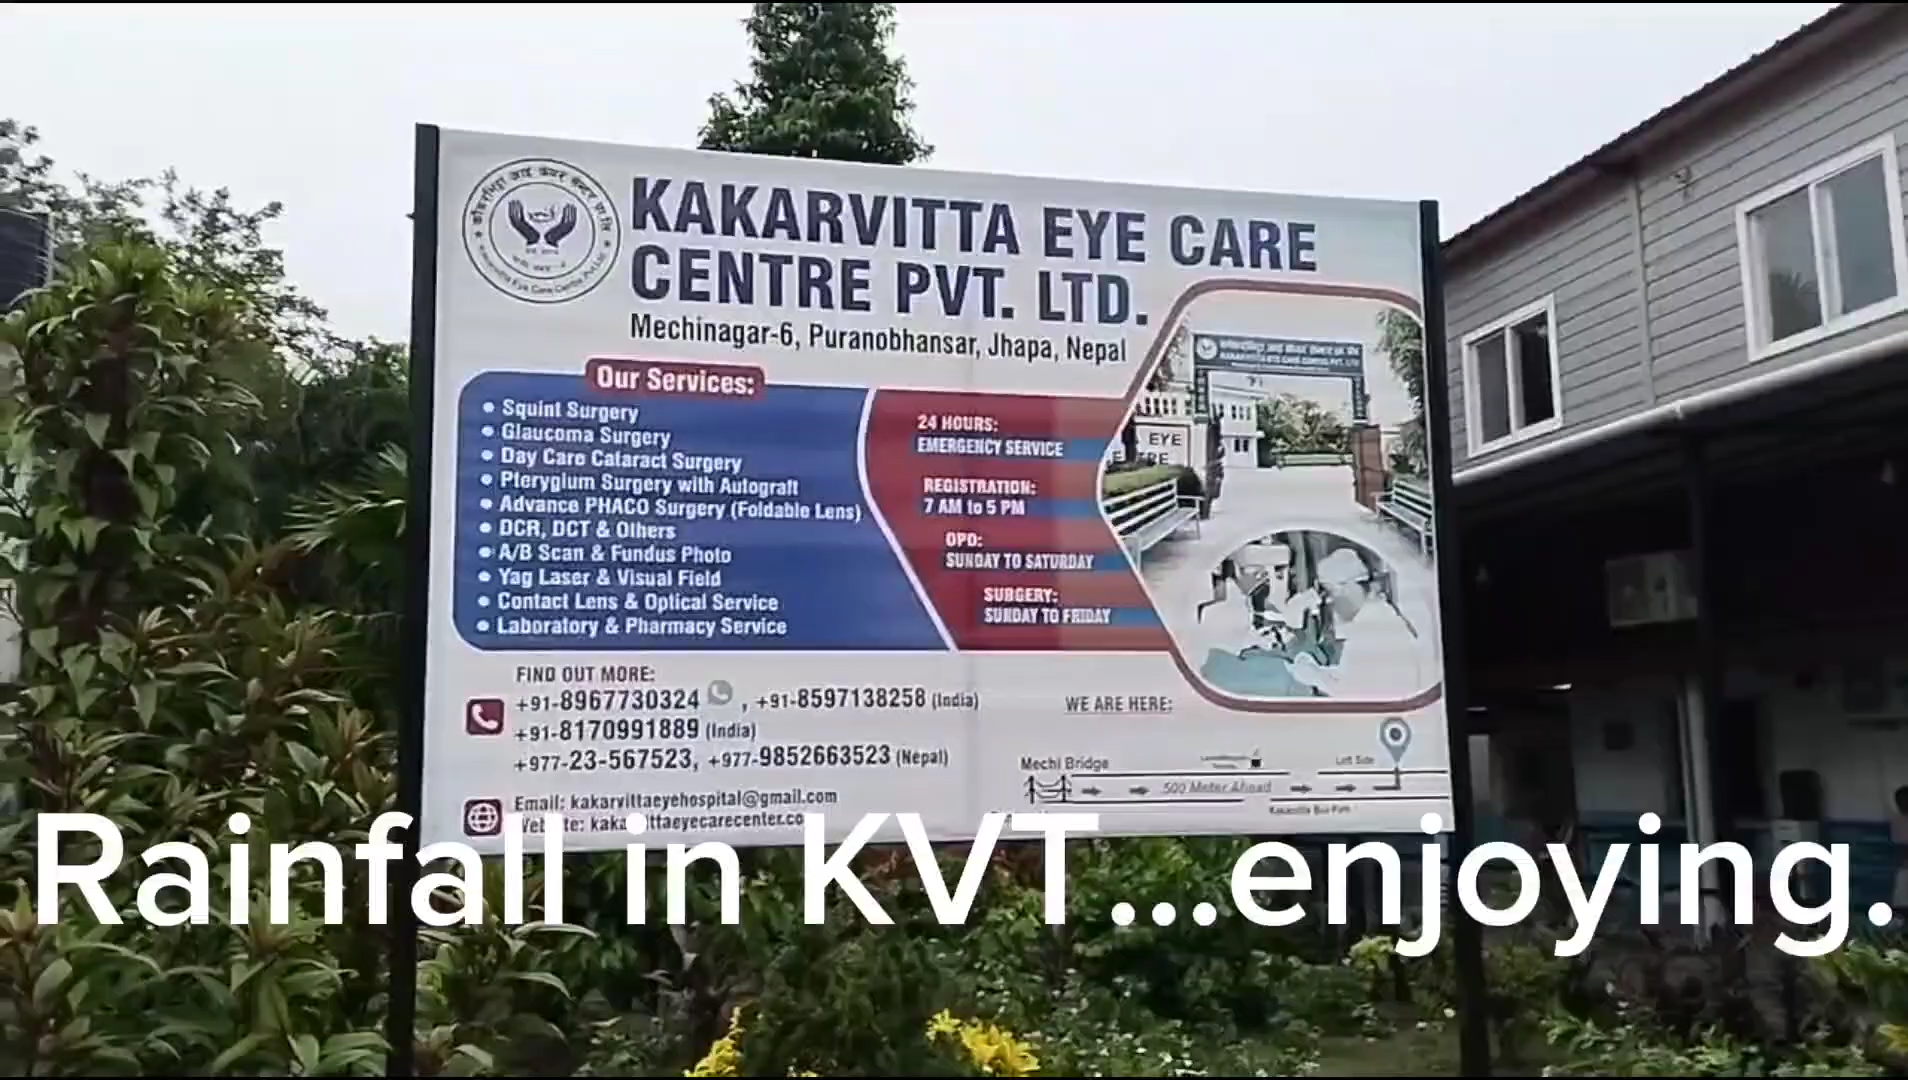 KAKARVITTA EYE CARE
CENTRE PVT. LTD.
Mechinagar-6, Puranobhansar, Jhapa, Nepal
Our Services:
• Squint Surgery
• Glaucoma Surgery
• Day Care Cataract Surgery
• Pterygium Surgery with Autograft
• Advance PHACO Surgery (Foldable Lens)
• DCR, DCT & Others
• A/B Scan & Fundus Photo
• Yag Laser & Visual Field
• Contact Lens & Optical Service
• Laboratory & Pharmacy Service
24 HOURS:
EMERGENCY SERVICE
REGISTRATION:
7 AM to 5 PM
OPD:
SUNDAY TO SATURDAY
SURGERY:
SUNDAY TO FRIDAY
EYE
FIND OUT MORE:
+91-8967730324 , +91-8597138258 (India)
+91-8170991889 (India)
+977-23-567523, +977-9852663523 (Nepal)
Email: kakarvittaeyehospital@gmail.com
WE ARE HERE:
Mechi Bridge
500 Meter Ahead
Left Side
Kakarvitta Bus Park
Rainfall in KVT...enjoying.